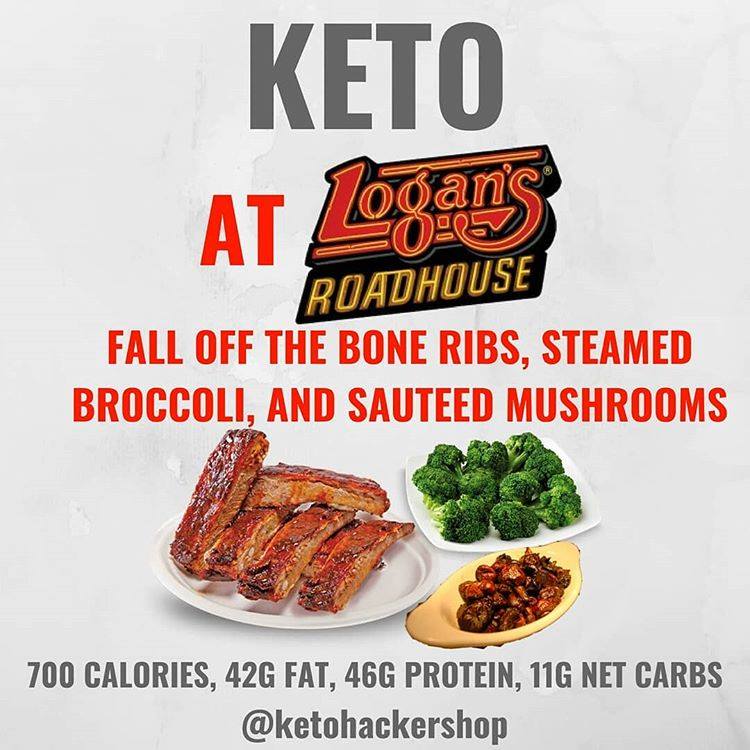 KETO
AT Logan's®
ROADHOUSE
FALL OFF THE BONE RIBS, STEAMED
BROCCOLI, AND SAUTEED MUSHROOMS
700 CALORIES, 42G FAT, 46G PROTEIN, 11G NET CARBS
@ketohackershop